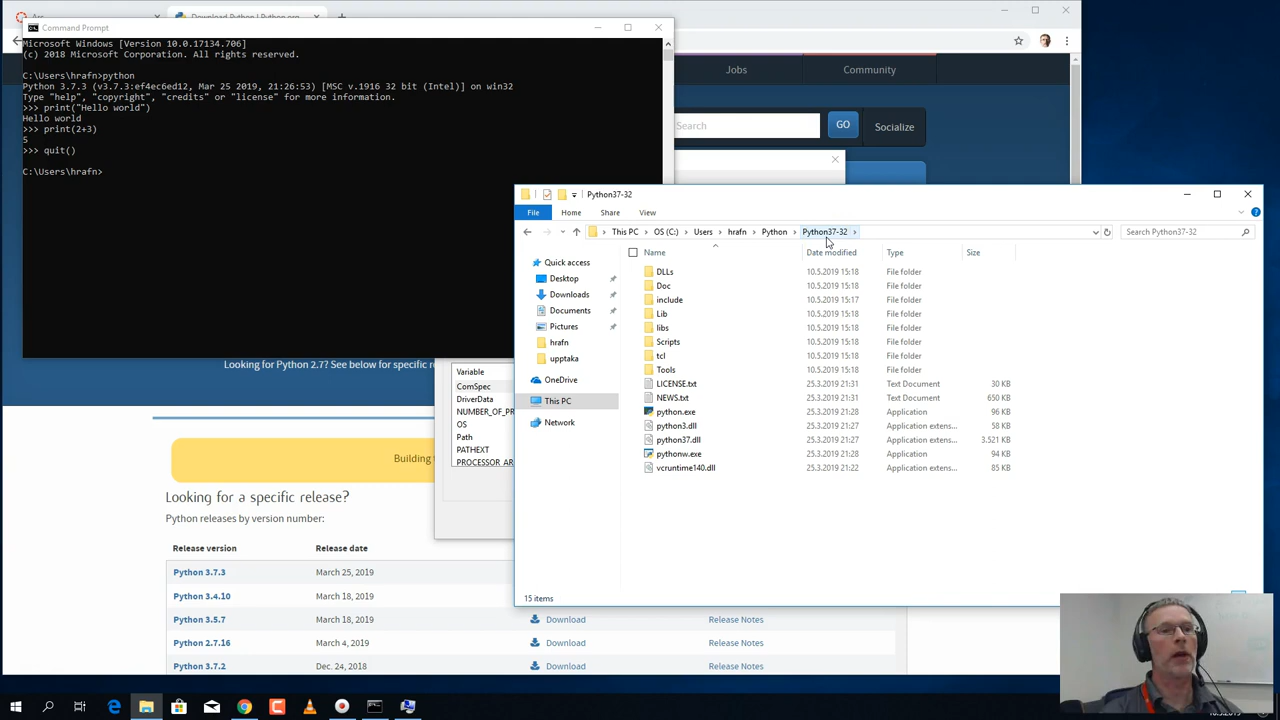 Download Python | Python.org
Command Prompt
Microsoft Windows [Version 10.0.17134.706]
(c) 2018 Microsoft Corporation. All rights reserved.
C:\Users\hrafn>python
Python 3.7.3 (v3.7.3:ef4ec6ed12, Mar 25 2019, 21:26:53) [MSC v.1916 32 bit (Intel)] on win32
Type "help", "copyright", "credits" or "license" for more information.
>>> print("Hello world")
Hello world
>>> print(2+3)
5
>>> quit()
C:\Users\hrafn>
Jobs
Community
Search
GO
Socialize
Python37-32
File
Home
Share
View
This PC
OS (C:)
Users
hrafn
Python
Python37-32
Search Python37-32
Name
Date modified
Type
Size
Quick access
Desktop
Downloads
Documents
Pictures
hrafn
upptaka
OneDrive
This PC
Network
DLLs 10.5.2019 15:18 File folder
Doc 10.5.2019 15:18 File folder
include 10.5.2019 15:17 File folder
Lib 10.5.2019 15:18 File folder
libs 10.5.2019 15:18 File folder
Scripts 10.5.2019 15:18 File folder
tcl 10.5.2019 15:18 File folder
Tools 10.5.2019 15:18 File folder
LICENSE.txt 25.3.2019 21:31 Text Document 30 KB
NEWS.txt 25.3.2019 21:31 Text Document 650 KB
python.exe 25.3.2019 21:28 Application 96 KB
python3.dll 25.3.2019 21:27 Application extens... 58 KB
python37.dll 25.3.2019 21:27 Application extens... 3.521 KB
pythonw.exe 25.3.2019 21:28 Application 94 KB
vcruntime140.dll 25.3.2019 21:22 Application extens... 85 KB
15 items
Looking for Python 2.7? See below for specific r
Variable
ComSpec
DriverData
NUMBER_OF_PR
OS
Path
PATHEXT
PROCESSOR_AR
Building
Looking for a specific release?
Python releases by version number:
Release version
Release date
Python 3.7.3 March 25, 2019
Python 3.4.10 March 18, 2019
Python 3.5.7 March 18, 2019 Download Release Notes
Python 2.7.16 March 4, 2019 Download Release Notes
Python 3.7.2 Dec. 24, 2018 Download Release Notes